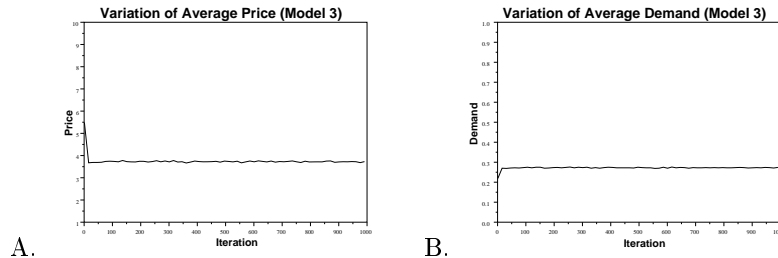 Variation of Average Price (Model 3)
10
9
8
7
6
5
4
3
2
1
Price
0 100 200 300 400 500 600 700 800 900 1000
Iteration
A.
Variation of Average Demand (Model 3)
1.0
0.9
0.8
0.7
0.6
0.5
0.4
0.3
0.2
0.1
0.0
Demand
0 100 200 300 400 500 600 700 800 900
Iteration
B.